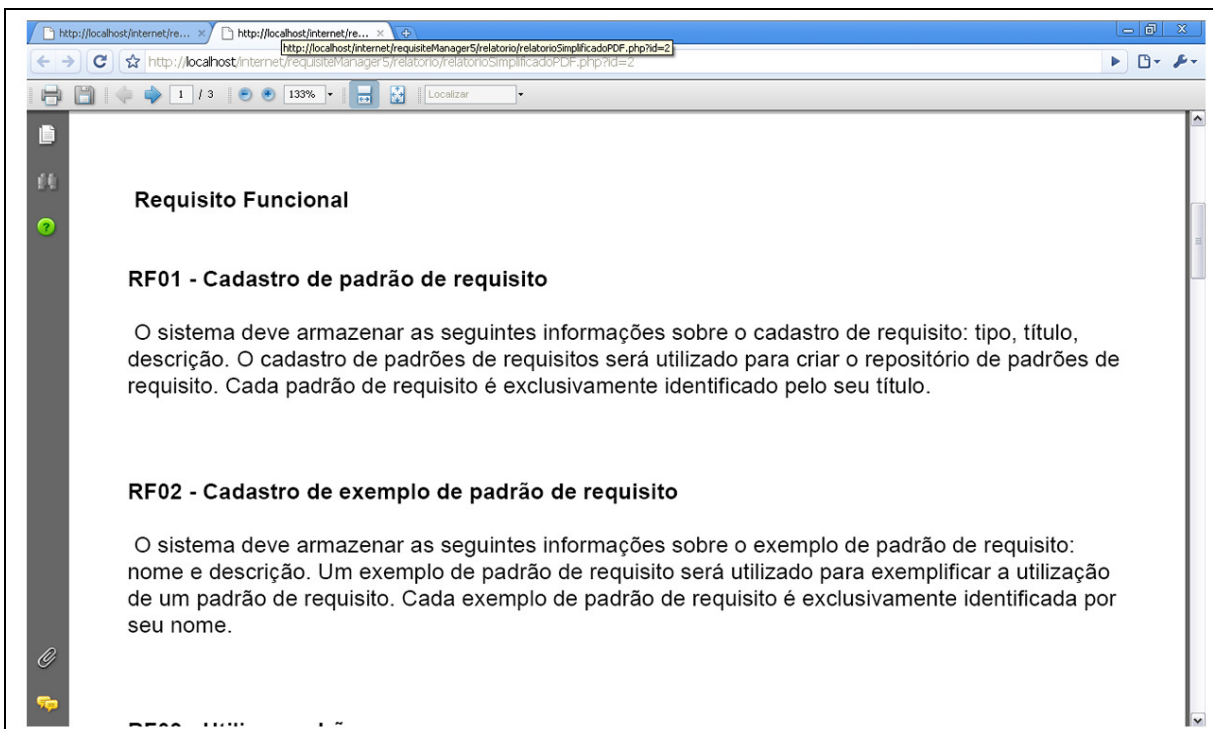 http://localhost/internet/re...
http://localhost/internet/re...
http://localhost/internet/requisiteManager5/relatorio/relatorioSimplificadoPDF.php?id=2
http://localhost/internet/requisiteManager5/relatorio/relatorioSimplificadoPDF.php?id=2
1 / 3 133% Localizar
Requisito Funcional
RF01 - Cadastro de padrão de requisito
O sistema deve armazenar as seguintes informações sobre o cadastro de requisito: tipo, título,
descrição. O cadastro de padrões de requisitos será utilizado para criar o repositório de padrões de
requisito. Cada padrão de requisito é exclusivamente identificado pelo seu título.
RF02 - Cadastro de exemplo de padrão de requisito
O sistema deve armazenar as seguintes informações sobre o exemplo de padrão de requisito:
nome e descrição. Um exemplo de padrão de requisito será utilizado para exemplificar a utilização
de um padrão de requisito. Cada exemplo de padrão de requisito é exclusivamente identificada por
seu nome.